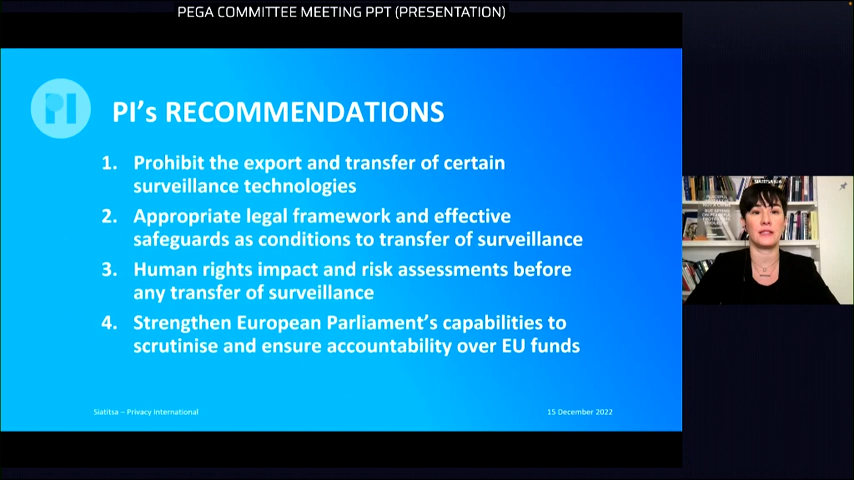 PEGA COMMITTEE MEETING PPT (PRESENTATION)
PI
PI's RECOMMENDATIONS
1. Prohibit the export and transfer of certain
surveillance technologies
2. Appropriate legal framework and effective
safeguards as conditions to transfer of surveillance
3. Human rights impact and risk assessments before
any transfer of surveillance
4. Strengthen European Parliament's capabilities to
scrutinise and ensure accountability over EU funds
Siatitsa – Privacy International
15 December 2022